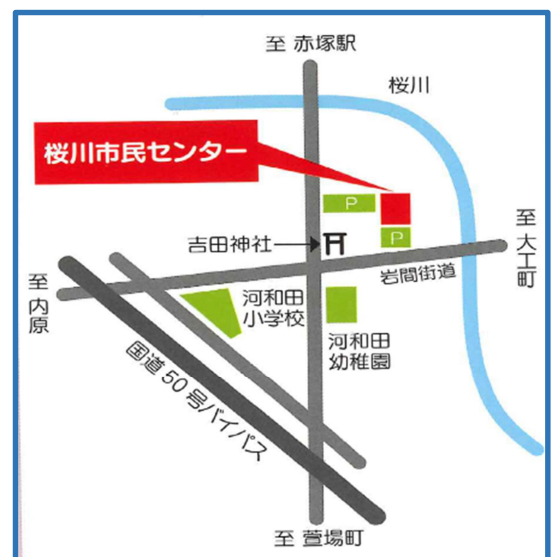 至 赤塚駅
桜川
桜川市民センター
P
P
吉田神社
至大工町
岩間街道
至内原
河和田
小学校
河和田
幼稚園
国道50号バイパス
至 萱場町